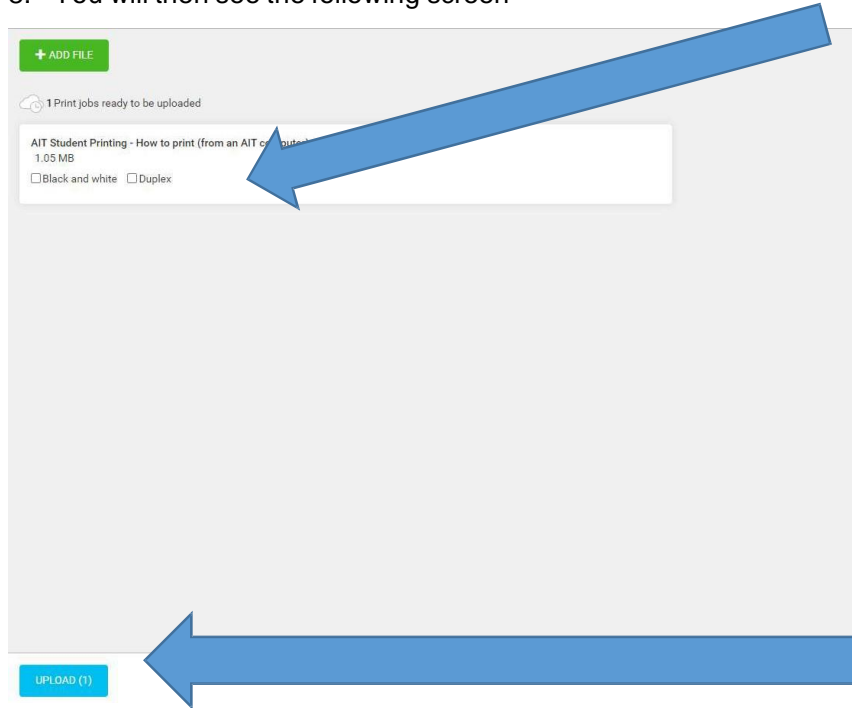 You will then see the following screen
+ ADD FILE
1 Print jobs ready to be uploaded
AIT Student Printing - How to print (from an AIT
1.05 MB
Black and white Duplex
UPLOAD (1)